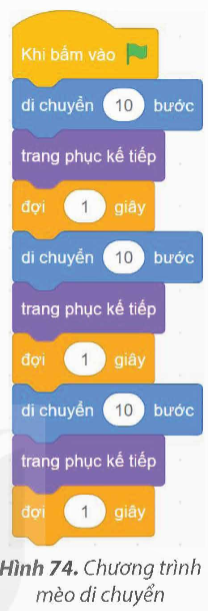 Khi bấm vào
di chuyển 10 bước
trang phục kế tiếp
đợi 1 giây
di chuyển 10 bước
trang phục kế tiếp
đợi 1 giây
di chuyển 10 bước
trang phục kế tiếp
đợi 1 giây
Hình 74. Chương trình
mèo di chuyển